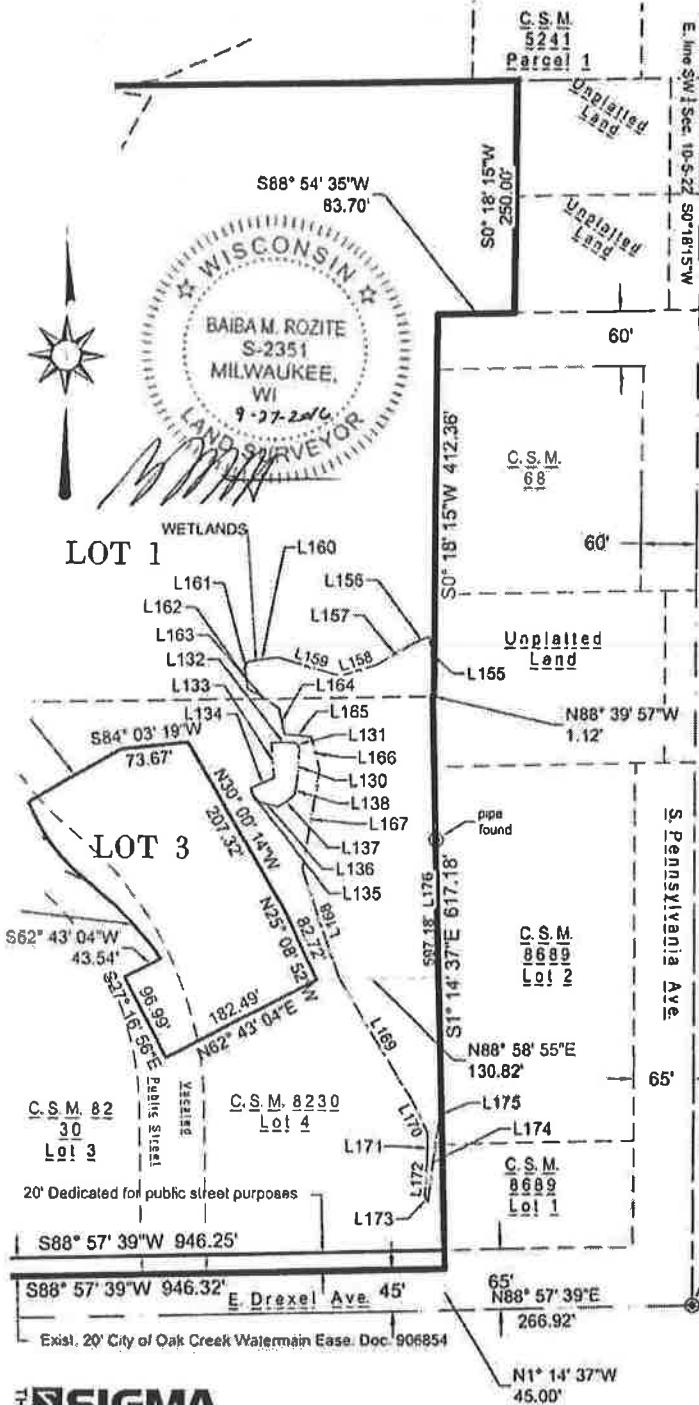 C. S. M.
5241
Parcel 1
E. line SW ¼ Sec. 10-5-22 S0°18'15"W
Unplatted
Land
S88° 54' 35"W
83.70'
S0° 18' 15"W
250.00'
Unplatted
Land
WISCONSIN
BAIBA M. ROZITE
S-2351
MILWAUKEE,
WI
9-27-2016
LAND SURVEYOR
60'
S0° 18' 15"W 412.36'
C. S. M.
68
60'
WETLANDS
LOT 1
L160
L161
L156
L162
L157
L163
L159
L158
L132
L155
Unplatted
Land
L133
L164
L134
L165
N88° 39' 57"W
1.12'
S84° 03' 19"W
73.67'
L131
L166
L130
L138
N30° 00' 14"W
207.32'
LOT 3
L167
pipe
found
L137
L136
L135
S. Pennsylvania Ave.
L168
597.18' L176
S1° 14' 37"E 617.18'
S62° 43' 04"W
43.54'
N25° 08' 52"W
82.72'
C. S. M.
8689
Lot 2
S27° 16' 56"E
96.99'
182.49'
N62° 43' 04"E
L169
N88° 58' 55"E
130.82'
65'
L175
C. S. M. 82
30
Lot 3
Public Street
Vacated
C. S. M. 8230
Lot 4
L170
L174
L171
L172
C. S. M.
8689
Lot 1
L173
20' Dedicated for public street purposes
S88° 57' 39"W 946.25'
S88° 57' 39"W 946.32'
E. Drexel Ave.
45'
65'
N88° 57' 39"E
266.92'
Exist. 20' City of Oak Creek Watermain Ease. Doc. 906854
N1° 14' 37"W
45.00'
THE
SIGMA